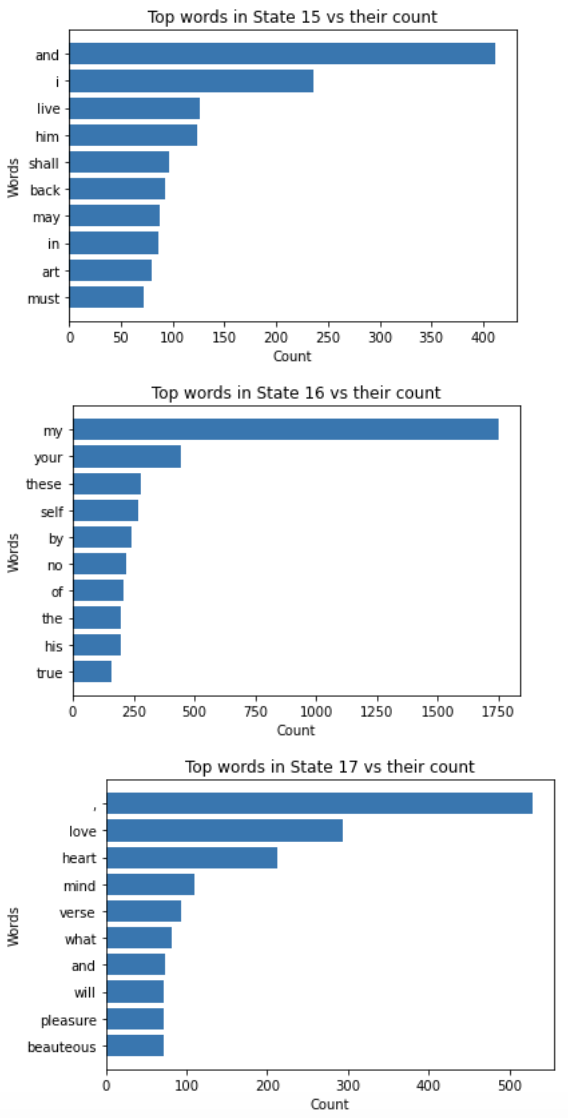 Top words in State 15 vs their count
and
i
live
him
shall
back
may
in
art
must
Words
0 50 100 150 200 250 300 350 400
Count
Top words in State 16 vs their count
my
your
these
self
by
no
of
the
his
true
Words
0 250 500 750 1000 1250 1500 1750
Count
Top words in State 17 vs their count
,
love
heart
mind
verse
what
and
will
pleasure
beauteous
Words
0 100 200 300 400 500
Count